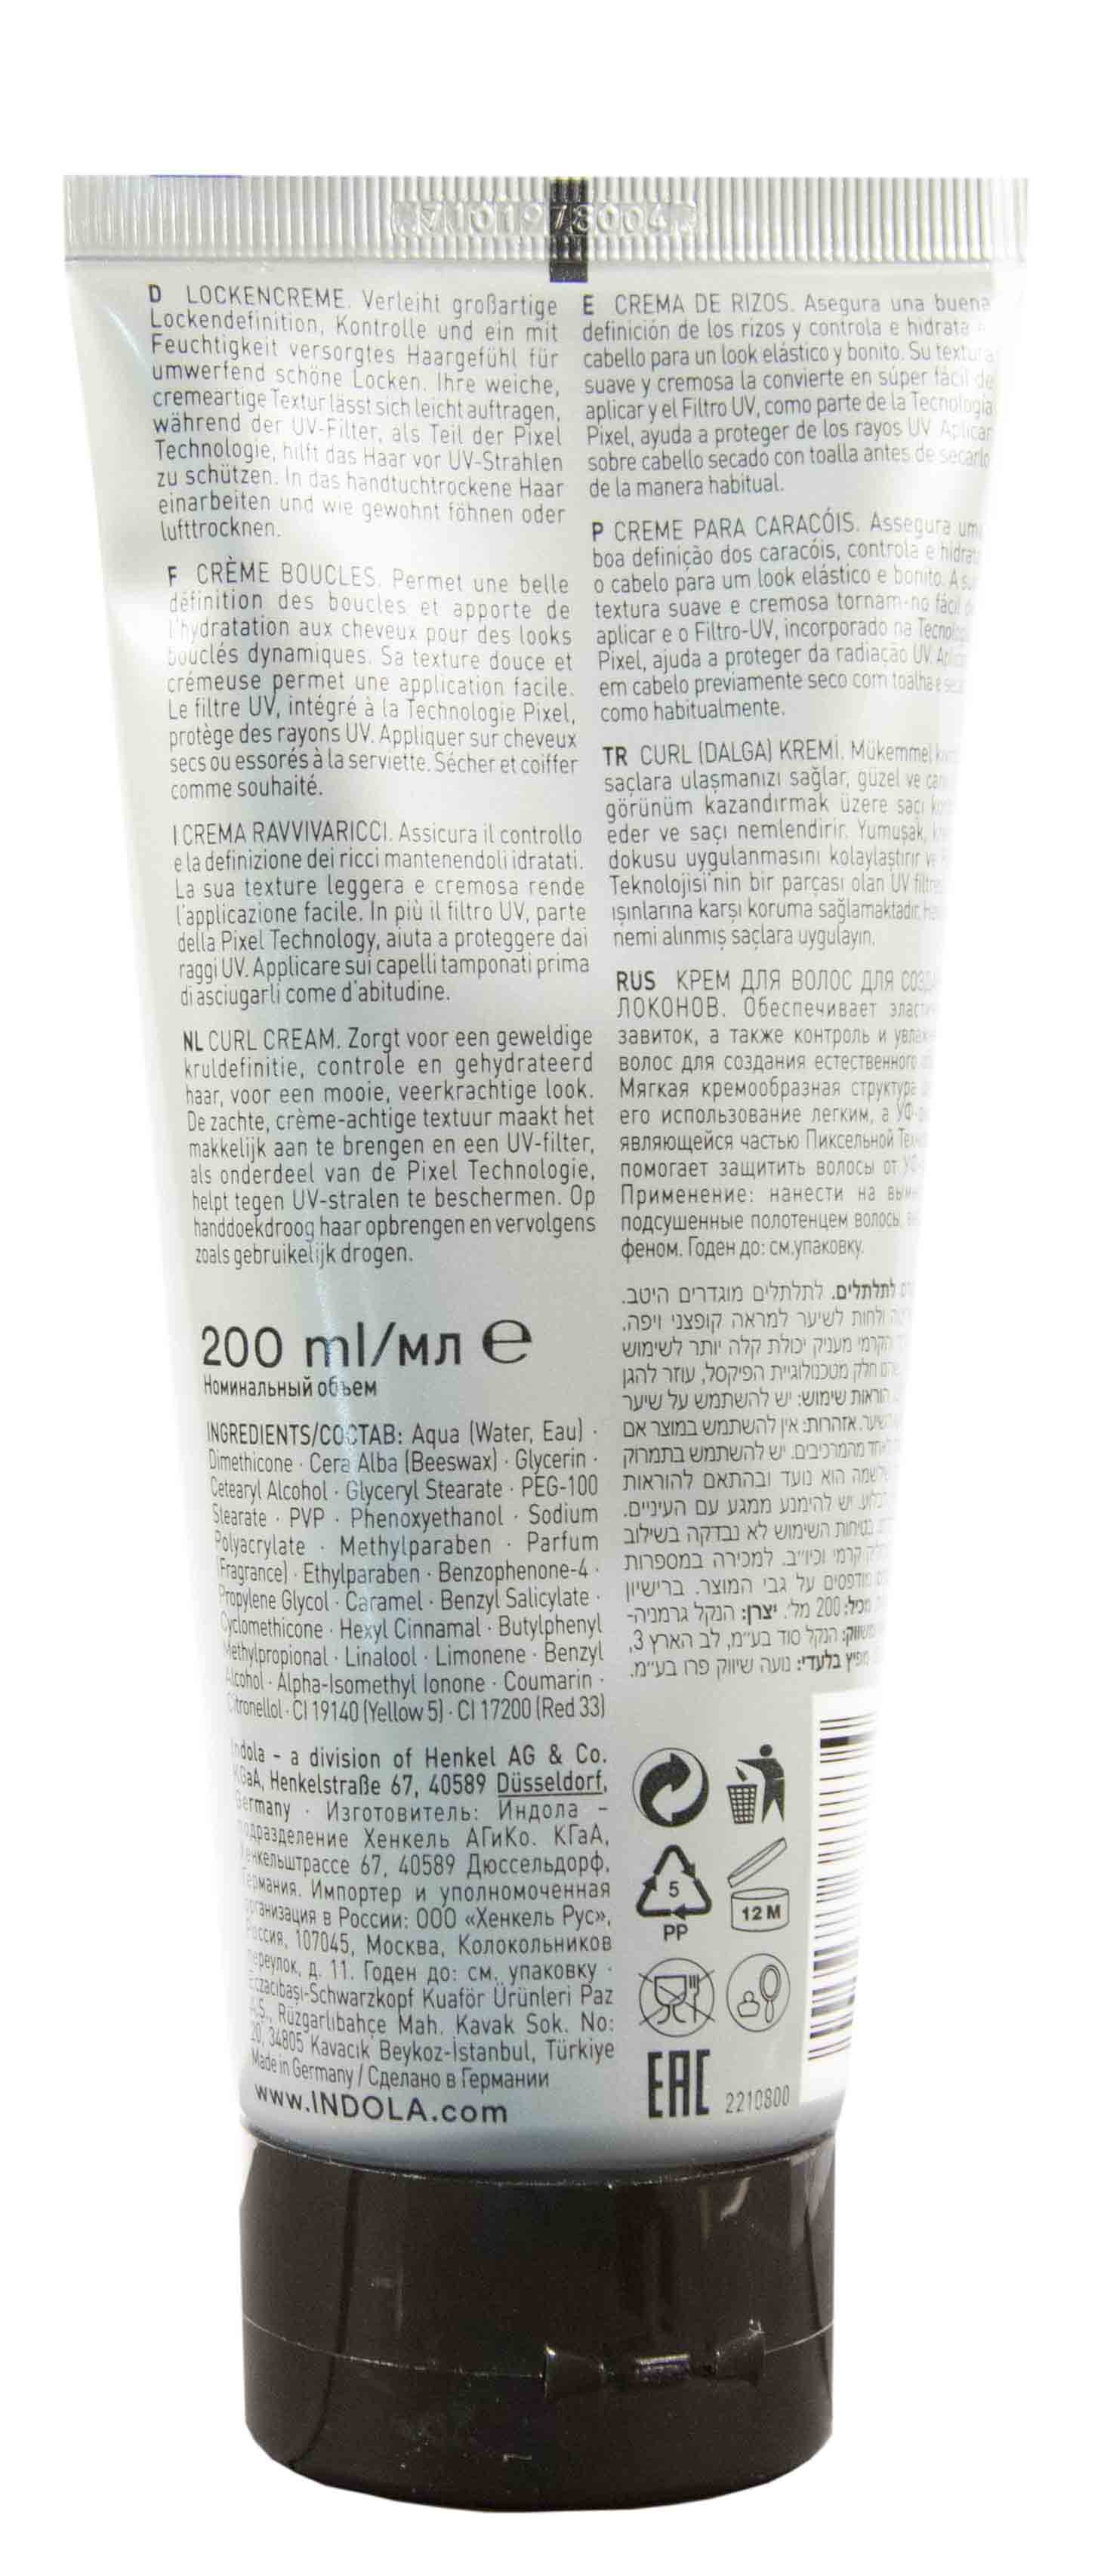 D LOCKENCREME. Verleiht großartige
Lockendefinition, Kontrolle und ein mit
Feuchtigkeit versorgtes Haargefühl für
umwerfend schöne Locken. Ihre weiche,
cremeartige Textur lässt sich leicht auftragen,
während der UV-Filter, als Teil der Pixel
Technologie, hilft das Haar vor UV-Strahlen
zu schützen. In das handtuchtrockene Haar
einarbeiten und wie gewohnt föhnen oder
lufttrocknen.
F CRÈME BOUCLES. Permet une belle
définition des boucles et apporte de
l'hydratation aux cheveux pour des looks
bouclés dynamiques. Sa texture douce et
crémeuse permet une application facile.
Le filtre UV, intégré à la Technologie Pixel,
protège des rayons UV. Appliquer sur cheveux
secs ou essorés à la serviette. Sécher et coiffer
comme souhaité.
I CREMA RAVVIVARICCI. Assicura il controllo
e la definizione dei ricci mantenendoli idratati.
La sua texture leggera e cremosa rende
l'applicazione facile. In più il filtro UV, parte
della Pixel Technology, aiuta a proteggere dai
raggi UV. Applicare sui capelli tamponati prima
di asciugarli come d'abitudine.
NL CURL CREAM. Zorgt voor een geweldige
kruldefinitie, controle en gehydrateerd
haar, voor een mooie, veerkrachtige look.
De zachte, crème-achtige textuur maakt het
makkelijk aan te brengen en een UV-filter,
als onderdeel van de Pixel Technologie,
helpt tegen UV-stralen te beschermen. Op
handdoekdroog haar opbrengen en vervolgens
zoals gebruikelijk drogen.
200 ml/мл e
Номинальный объем
INGREDIENTS/СОСТАВ: Aqua (Water, Eau) ·
Dimethicone · Cera Alba (Beeswax) · Glycerin ·
Cetearyl Alcohol · Glyceryl Stearate · PEG-100
Stearate · PVP · Phenoxyethanol · Sodium
Polyacrylate · Methylparaben · Parfum
(Fragrance) · Ethylparaben · Benzophenone-4 ·
Propylene Glycol · Caramel · Benzyl Salicylate ·
Cyclomethicone · Hexyl Cinnamal · Butylphenyl
Methylpropional · Linalool · Limonene · Benzyl
Alcohol · Alpha-Isomethyl Ionone · Coumarin ·
Citronellol · CI 19140 (Yellow 5) · CI 17200 (Red 33)
Indola - a division of Henkel AG & Co.
KGaA, Henkelstraße 67, 40589 Düsseldorf,
Germany · Изготовитель: Индола -
подразделение Хенкель АГиКо. КГаА,
Хенкельштрассе 67, 40589 Дюссельдорф,
Германия. Импортер и уполномоченная
организация в России: ООО «Хенкель Рус»,
Россия, 107045, Москва, Колокольников
переулок, д. 11. Годен до: см. упаковку ·
Eczacıbaşı-Schwarzkopf Kuaför Ürünleri Paz
A.S., Rüzgarlıbahçe Mah. Kavak Sok. No:
20, 34805 Kavacık Beykoz-İstanbul, Türkiye
Made in Germany / Сделано в Германии
www.INDOLA.com
E CREMA DE RIZOS. Asegura una buena
definición de los rizos y controla e hidrata
cabello para un look elástico y bonito. Su textura
suave y cremosa la convierte en súper fácil de
aplicar y el Filtro UV, como parte de la Tecnología
Pixel, ayuda a proteger de los rayos UV. Aplicar
sobre cabello secado con toalla antes de secarlo
de la manera habitual.
P CREME PARA CARACÓIS. Assegura uma
boa definição dos caracóis, controla e hidrata
o cabelo para um look elástico e bonito. A
textura suave e cremosa tornam-no fácil
aplicar e o Filtro-UV, incorporado na
Pixel, ajuda a proteger da radiação UV.
em cabelo previamente seco com toalha e
como habitualmente.
TR CURL (DALGA) KREMİ. Mükemmel
saçlara ulaşmanızı sağlar, güzel ve
görünüm kazandırmak üzere saçı
eder ve saçı nemlendirir. Yumuşak,
dokusu uygulanmasını kolaylaştırır
Teknolojisi'nin bir parçası olan UV
ışınlarına karşı koruma sağlamaktadır.
nemi alınmış saçlara uygulayın.
RUS КРЕМ ДЛЯ ВОЛОС ДЛЯ
ЛОКОНОВ. Обеспечивает
завиток, а также контроль и
волос для создания естественного
Мягкая кремообразная структура
его использование легким, а
являющейся частью Пиксельной
помогает защитить волосы от
Применение: нанести на
подсушенные полотенцем волосы,
феном. Годен до: см.упаковку.
לתלתלים. לתלתלים מוגדרים היטב.
ולחות לשיער למראה קופצני ויפה.
הקרמי מעניק יכולת קלה יותר לשימוש
חלק מטכנולוגיית הפיקסל, עוזר להגן
הוראות שימוש: יש להשתמש על שיער
אזהרות: אין להשתמש במוצר אם
מהמרכיבים. יש להשתמש בתמרוק
הוא נועד ובהתאם להוראות
יש להימנע ממגע עם העיניים.
בטיחות השימוש לא נבדקה בשילוב
קרמי וכיו"ב. למכירה במספרות
מודפסים על גבי המוצר. ברישיון
200 מל'. יצרן: הנקל גרמניה-
הנקל סוד בע"מ, לב הארץ 3,
בלעדי: נועה שיווק פרו בע"מ.
5
PP
12 M
EAC
2210800